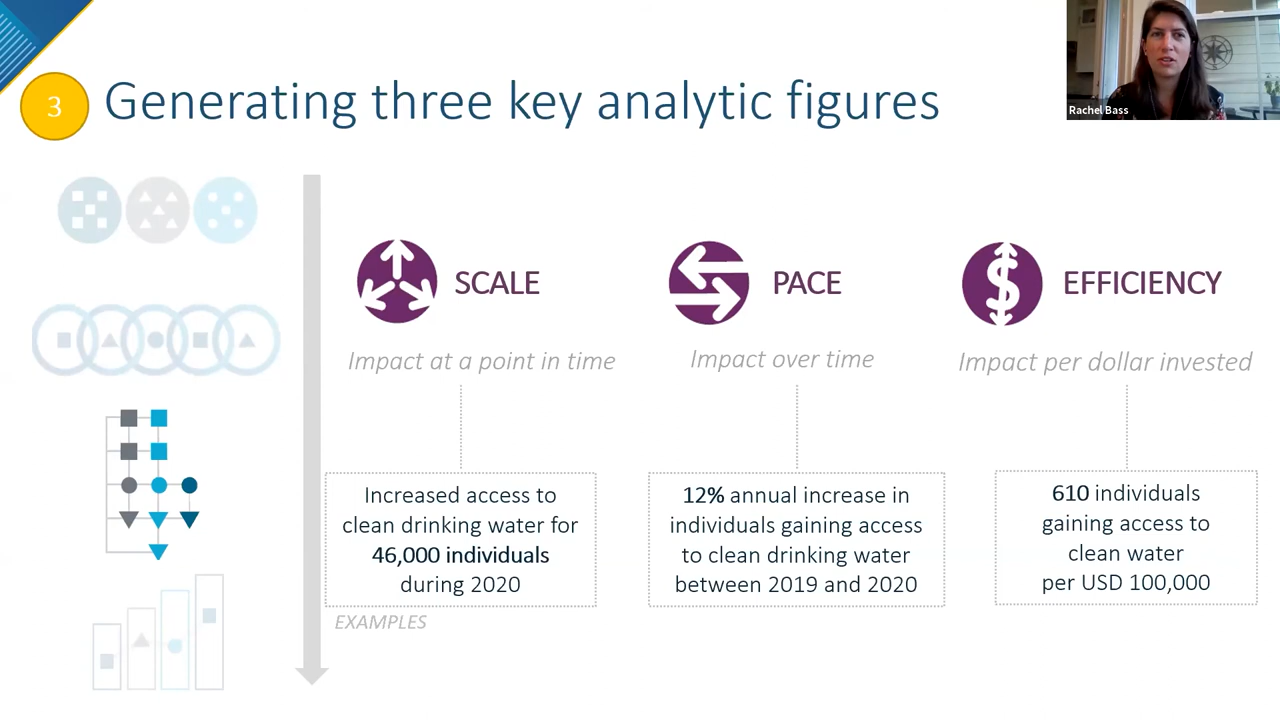 3
Generating three key analytic figures
Rachel Bass
SCALE
Impact at a point in time
Increased access to
clean drinking water for
46,000 individuals
during 2020
EXAMPLES
PACE
Impact over time
12% annual increase in
individuals gaining access
to clean drinking water
between 2019 and 2020
$
EFFICIENCY
Impact per dollar invested
610 individuals
gaining access to
clean water
per USD 100,000